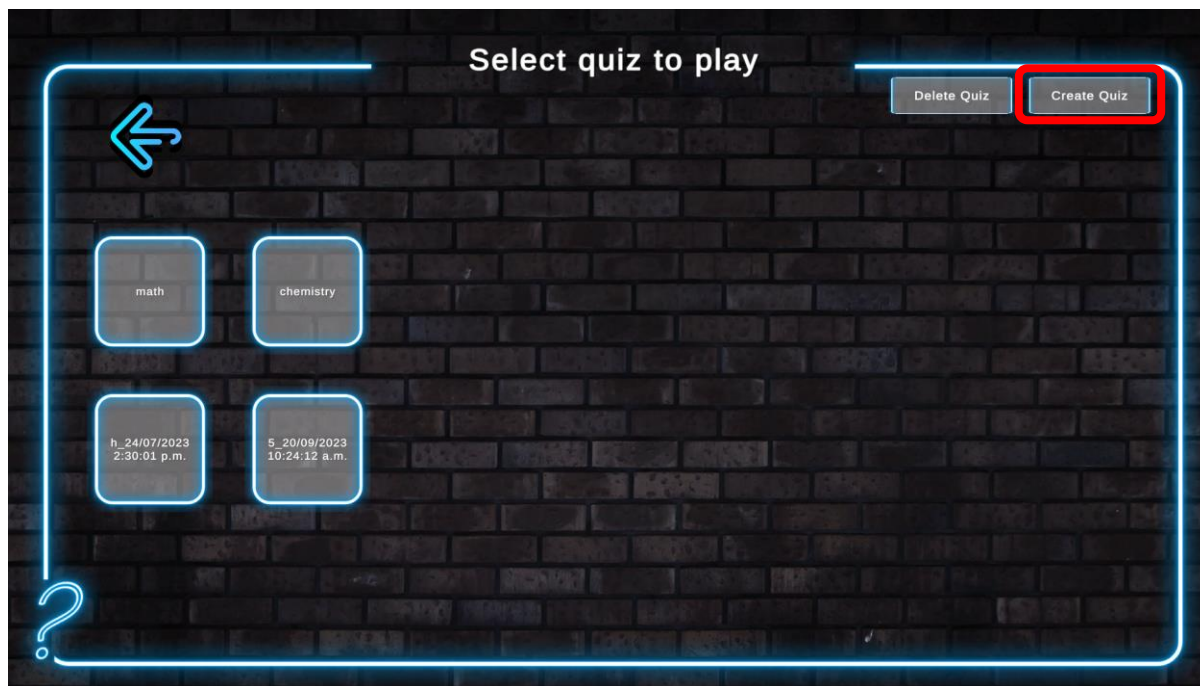 Select quiz to play
Delete Quiz
Create Quiz
math
chemistry
h_24/07/2023
2:30:01 p.m.
5_20/09/2023
10:24:12 a.m.
?